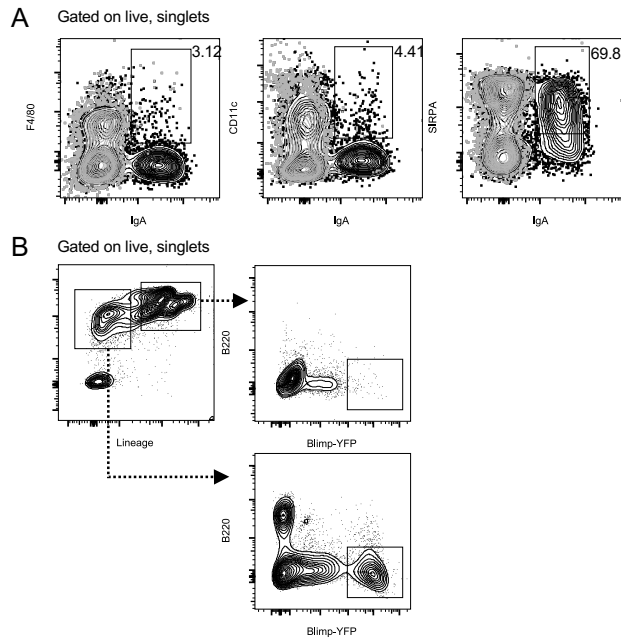 A
Gated on live, singlets
3.12
4.41
69.8
F4/80
CD11c
SIRPA
IgA
IgA
IgA
B
Gated on live, singlets
B220
Lineage
Blimp-YFP
B220
Blimp-YFP